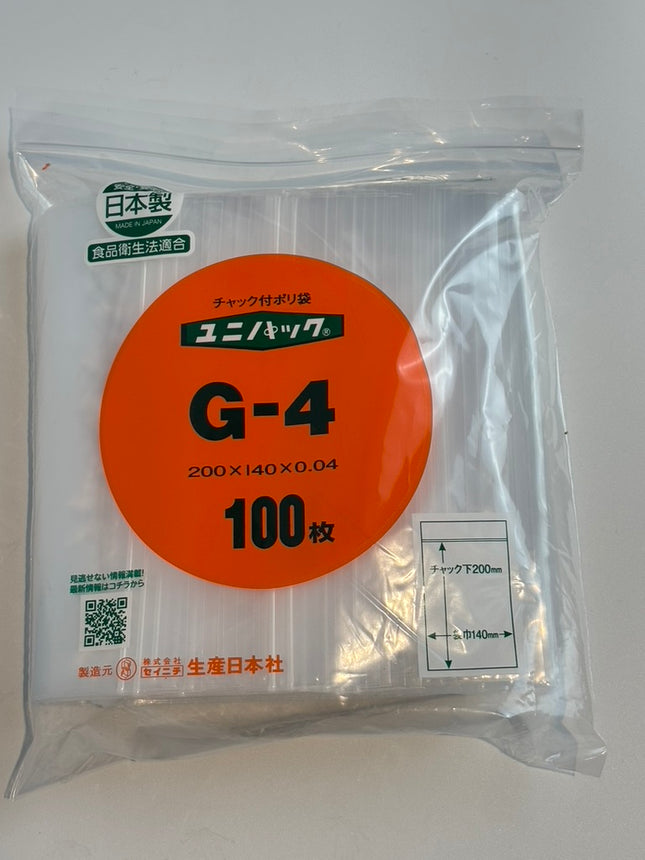 日本製
MADE IN JAPAN
食品衛生法適合
チャック付ポリ袋
ユニパック®
G-4
200×140×0.04
100枚
チャック下200mm
袋巾140mm
見逃せない情報満載!
最新情報はコチラから
製造元 株式会社 セイニチ 生産日本社